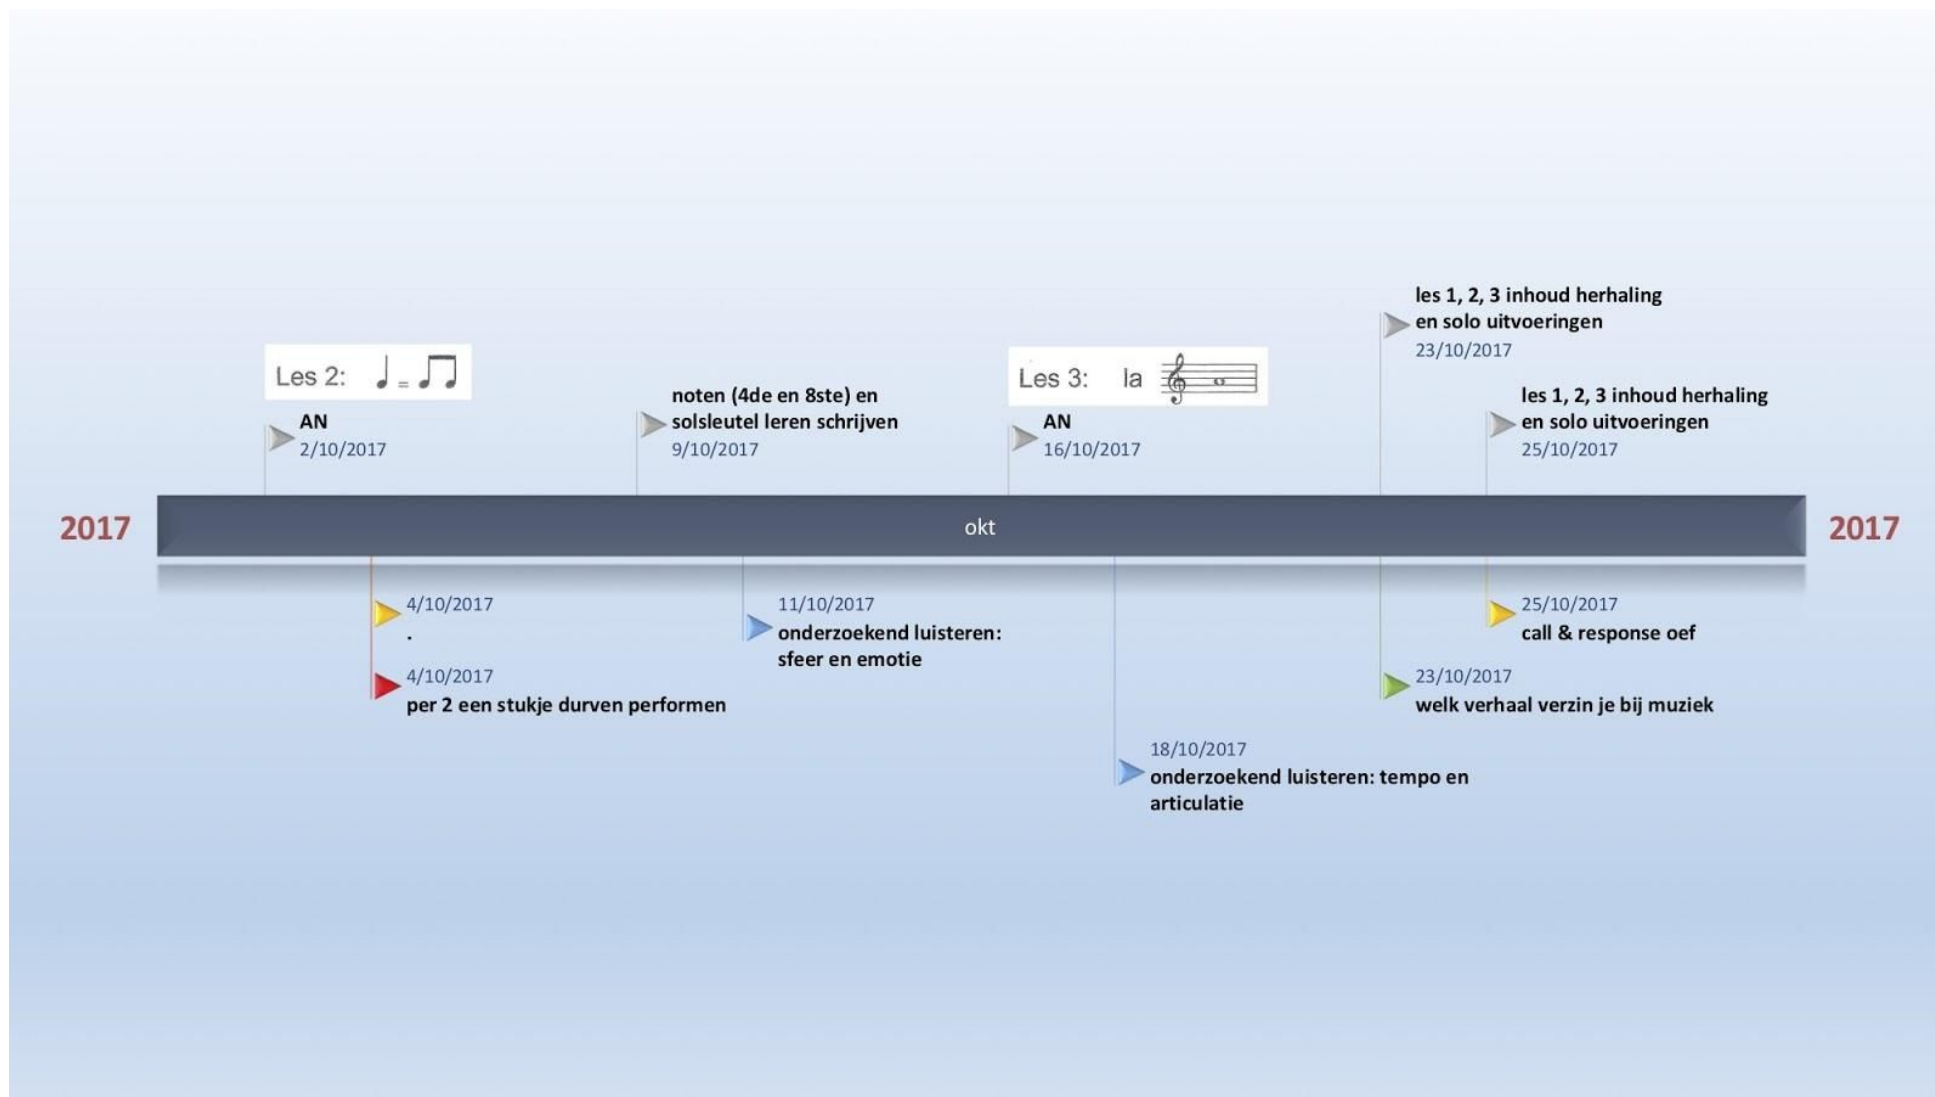 les 1, 2, 3 inhoud herhaling
en solo uitvoeringen
23/10/2017
Les 2: =
Les 3: la
noten (4de en 8ste) en
solsleutel leren schrijven
9/10/2017
les 1, 2, 3 inhoud herhaling
en solo uitvoeringen
25/10/2017
AN
2/10/2017
AN
16/10/2017
2017
okt
2017
4/10/2017
.
4/10/2017
per 2 een stukje durven performen
11/10/2017
onderzoekend luisteren:
sfeer en emotie
25/10/2017
call & response oef
23/10/2017
welk verhaal verzin je bij muziek
18/10/2017
onderzoekend luisteren: tempo en
articulatie